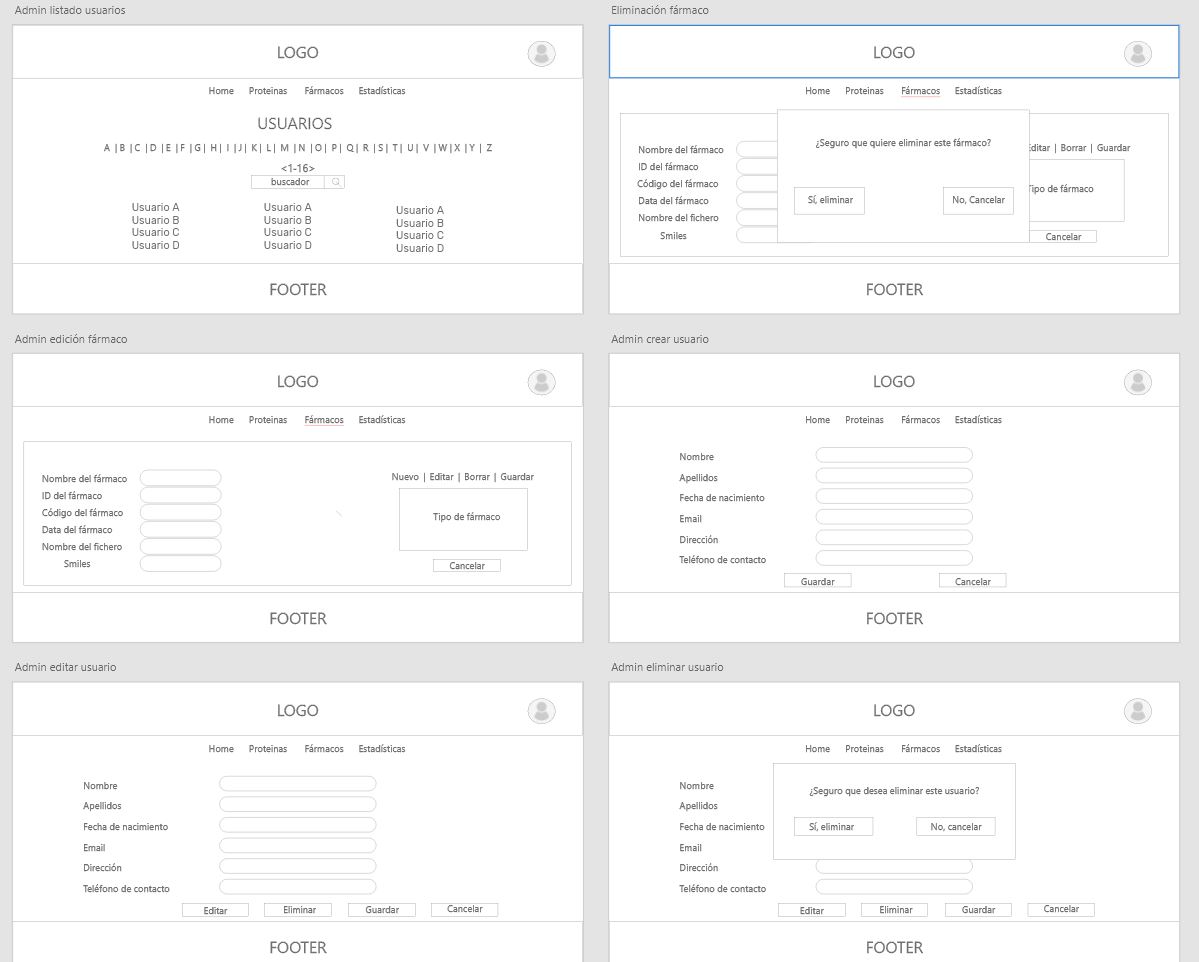 Admin listado usuarios
LOGO
Home Proteinas Fármacos Estadísticas
USUARIOS
A | B | C | D | E | F | G | H | I | J | K | L | M | N | O | P | Q | R | S | T | U | V | W | X | Y | Z
<1-16>
buscador
Usuario A Usuario A Usuario A
Usuario B Usuario B Usuario B
Usuario C Usuario C Usuario C
Usuario D Usuario D Usuario D
FOOTER
Eliminación fármaco
LOGO
Home Proteinas Fármacos Estadísticas
¿Seguro que quiere eliminar este fármaco?
Sí, eliminar No, Cancelar
Nombre del fármaco
ID del fármaco
Código del fármaco
Data del fármaco
Nombre del fichero
Smiles
Editar | Borrar | Guardar
Tipo de fármaco
Cancelar
FOOTER
Admin edición fármaco
LOGO
Home Proteinas Fármacos Estadísticas
Nombre del fármaco
ID del fármaco
Código del fármaco
Data del fármaco
Nombre del fichero
Smiles
Nuevo | Editar | Borrar | Guardar
Tipo de fármaco
Cancelar
FOOTER
Admin crear usuario
LOGO
Home Proteinas Fármacos Estadísticas
Nombre
Apellidos
Fecha de nacimiento
Email
Dirección
Teléfono de contacto
Guardar Cancelar
FOOTER
Admin editar usuario
LOGO
Home Proteinas Fármacos Estadísticas
Nombre
Apellidos
Fecha de nacimiento
Email
Dirección
Teléfono de contacto
Editar Eliminar Guardar Cancelar
FOOTER
Admin eliminar usuario
LOGO
Home Proteinas Fármacos Estadísticas
¿Seguro que desea eliminar este usuario?
Sí, eliminar No, cancelar
Nombre
Apellidos
Fecha de nacimiento
Email
Dirección
Teléfono de contacto
Editar Eliminar Guardar Cancelar
FOOTER